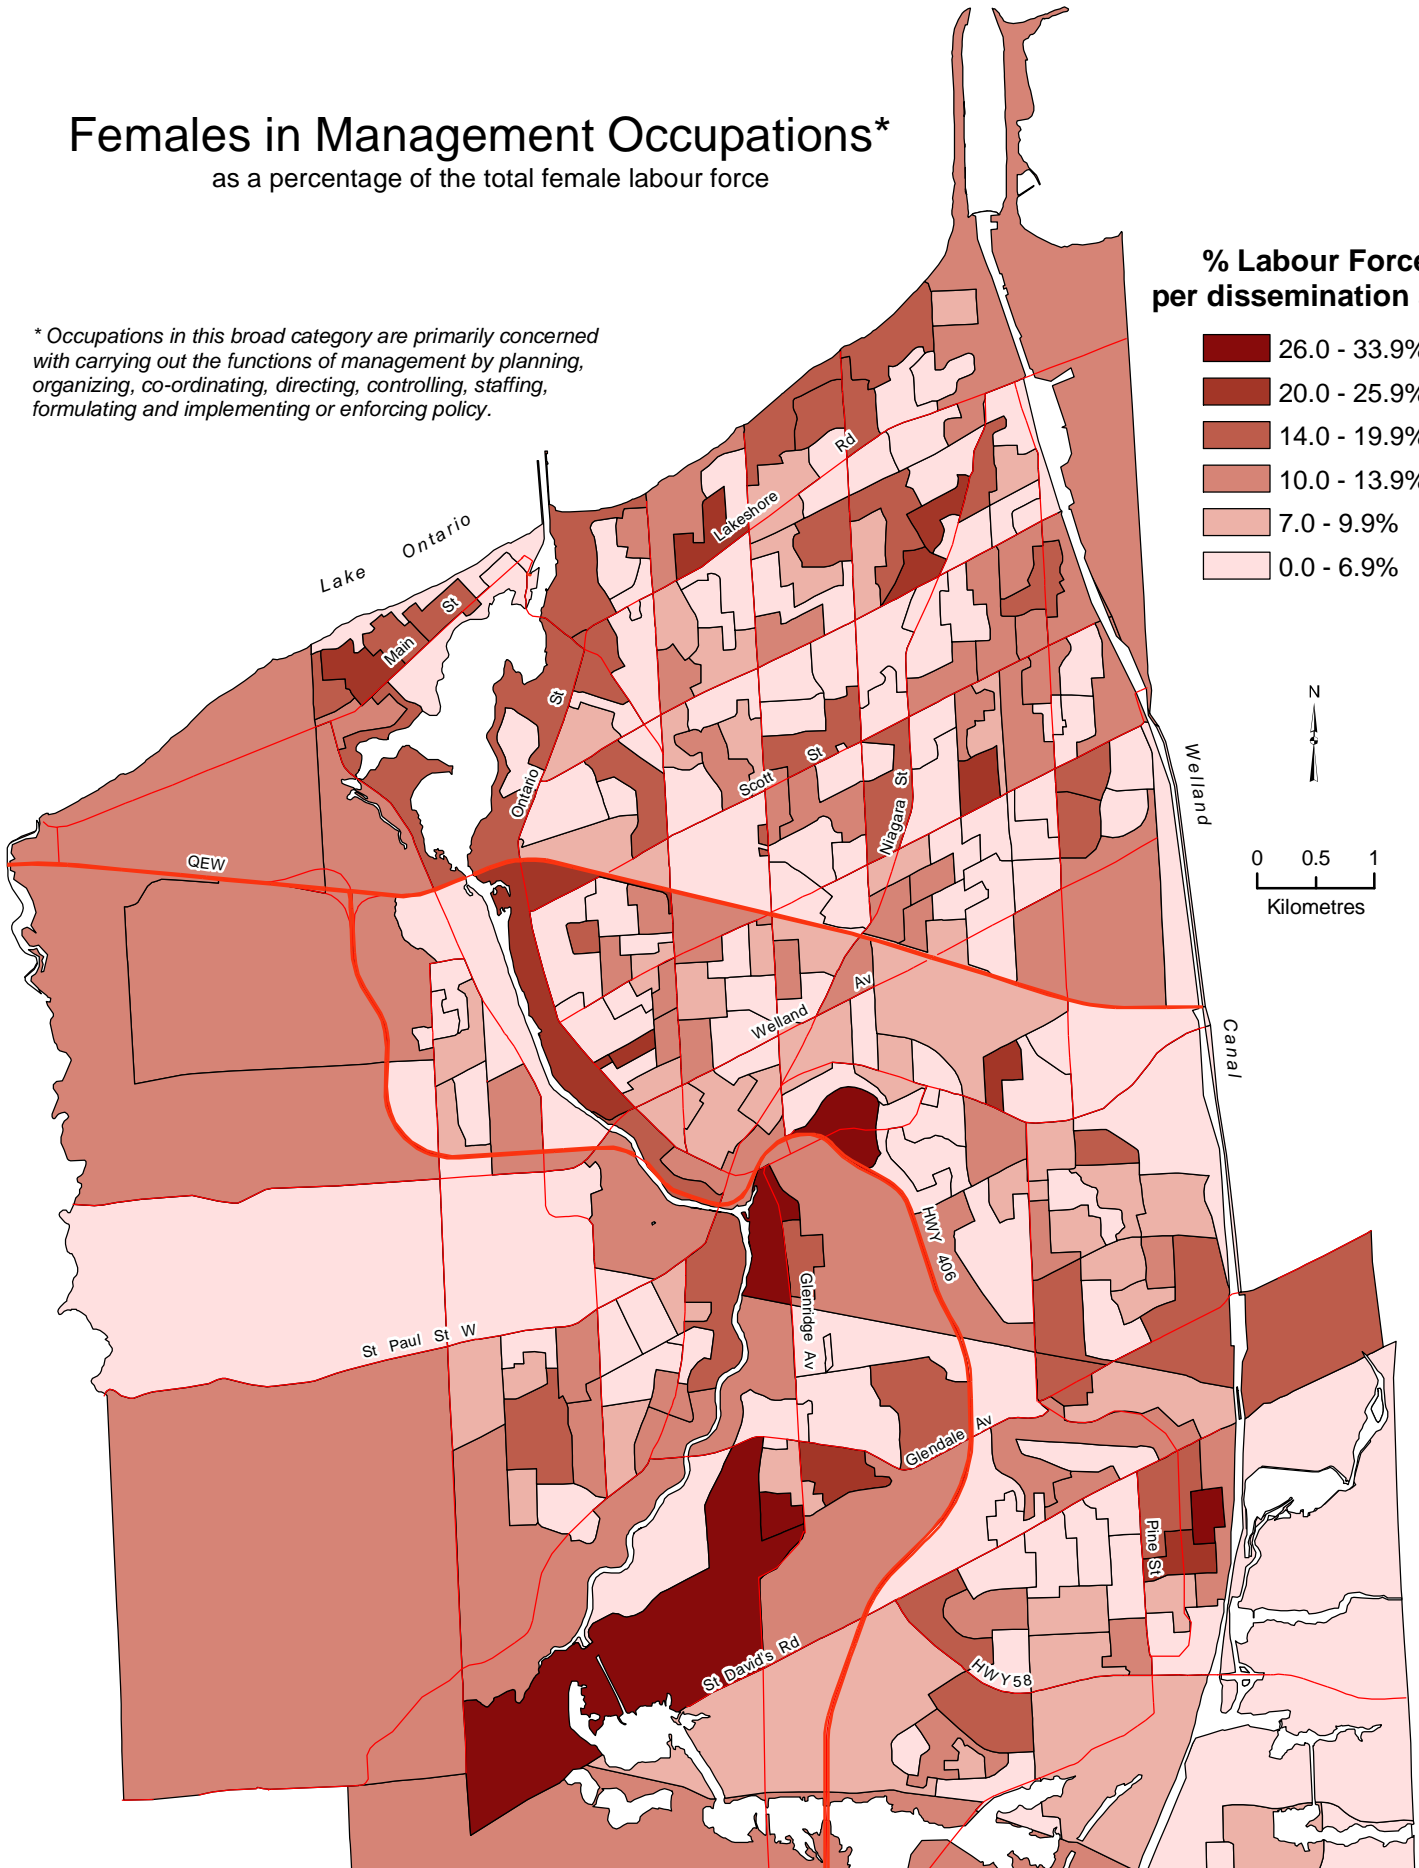 Females in Management Occupations*
as a percentage of the total female labour force
% Labour Force
per dissemination
* Occupations in this broad category are primarily concerned
with carrying out the functions of management by planning,
organizing, co-ordinating, directing, controlling, staffing,
formulating and implementing or enforcing policy.
26.0 - 33.9%
20.0 - 25.9%
14.0 - 19.9%
10.0 - 13.9%
7.0 - 9.9%
0.0 - 6.9%
Lake Ontario
Lakeshore Rd
Main St
Ontario St
Scott St
Niagara St
N
Welland
0 0.5 1
Kilometres
QEW
Welland Av
Canal
HWY 406
Glenridge Av
St Paul St W
Glendale Av
Pine St
St David's Rd
HWY58